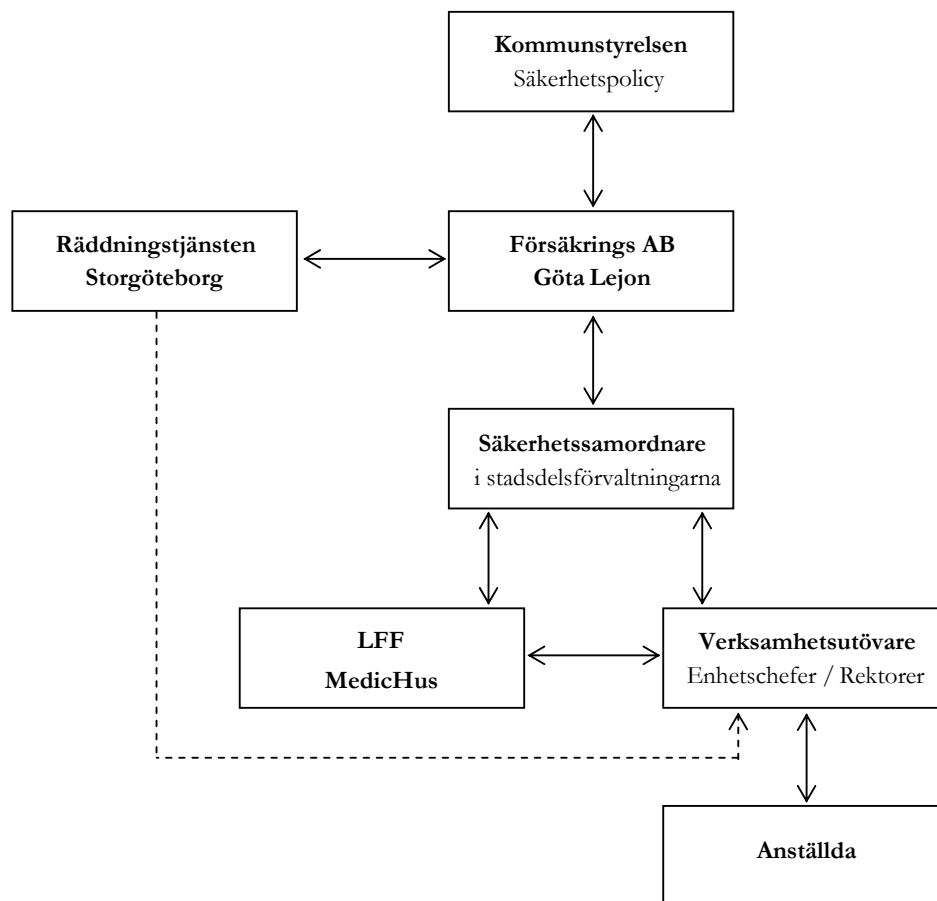 Kommunstyrelsen
Säkerhetspolicy
Räddningstjänsten
Storgöteborg
Försäkrings AB
Göta Lejon
Säkerhetssamordnare
i stadsdelsförvaltningarna
LFF
MedicHus
Verksamhetsutövare
Enhetschefer / Rektorer
Anställda